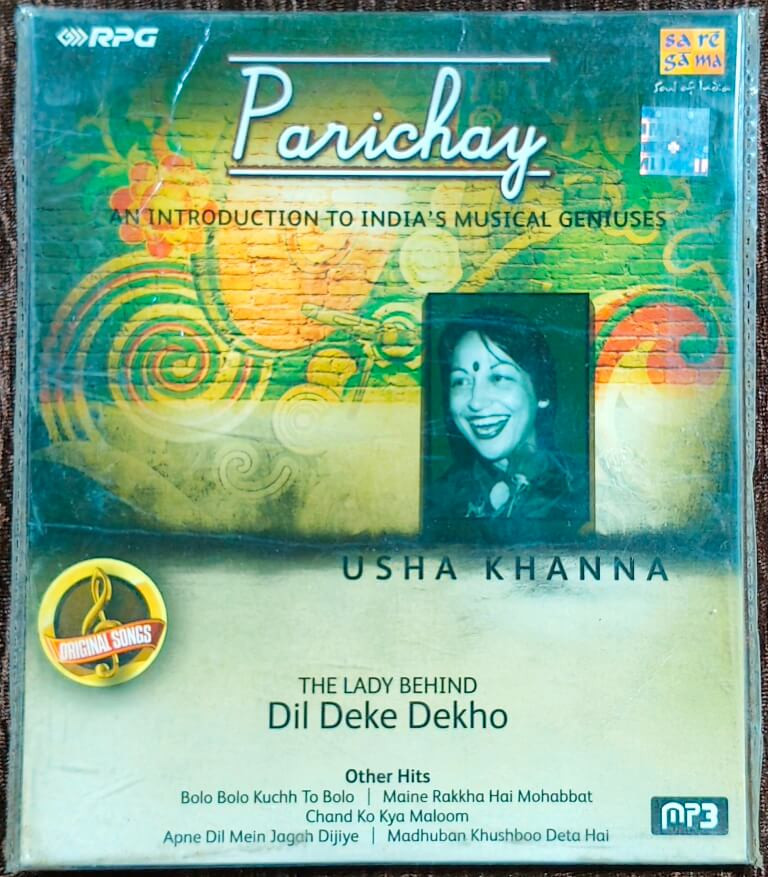 RPG
sa re
ga ma
Soul of India
Parichay
AN INTRODUCTION TO INDIA'S MUSICAL GENIUSES
USHA KHANNA
ORIGINAL SONGS
THE LADY BEHIND
Dil Deke Dekho
Other Hits
Bolo Bolo Kuchh To Bolo | Maine Rakkha Hai Mohabbat
Chand Ko Kya Maloom
Apne Dil Mein Jagah Dijiye | Madhuban Khushboo Deta Hai
MP3